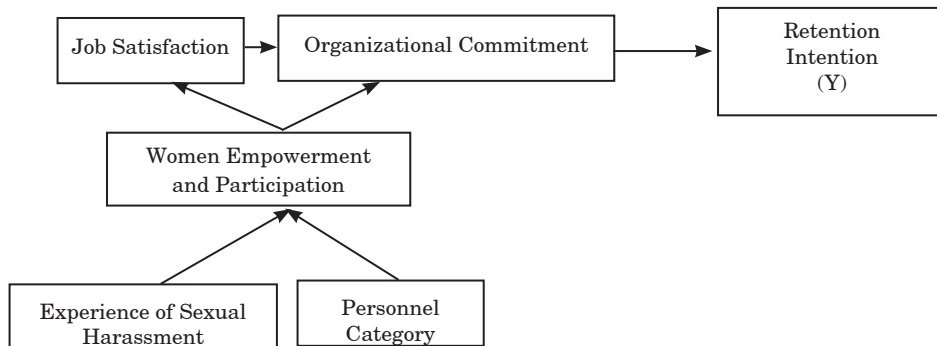 Job Satisfaction
Organizational Commitment
Retention
Intention
(Y)
Women Empowerment
and Participation
Experience of Sexual
Harassment
Personnel
Category